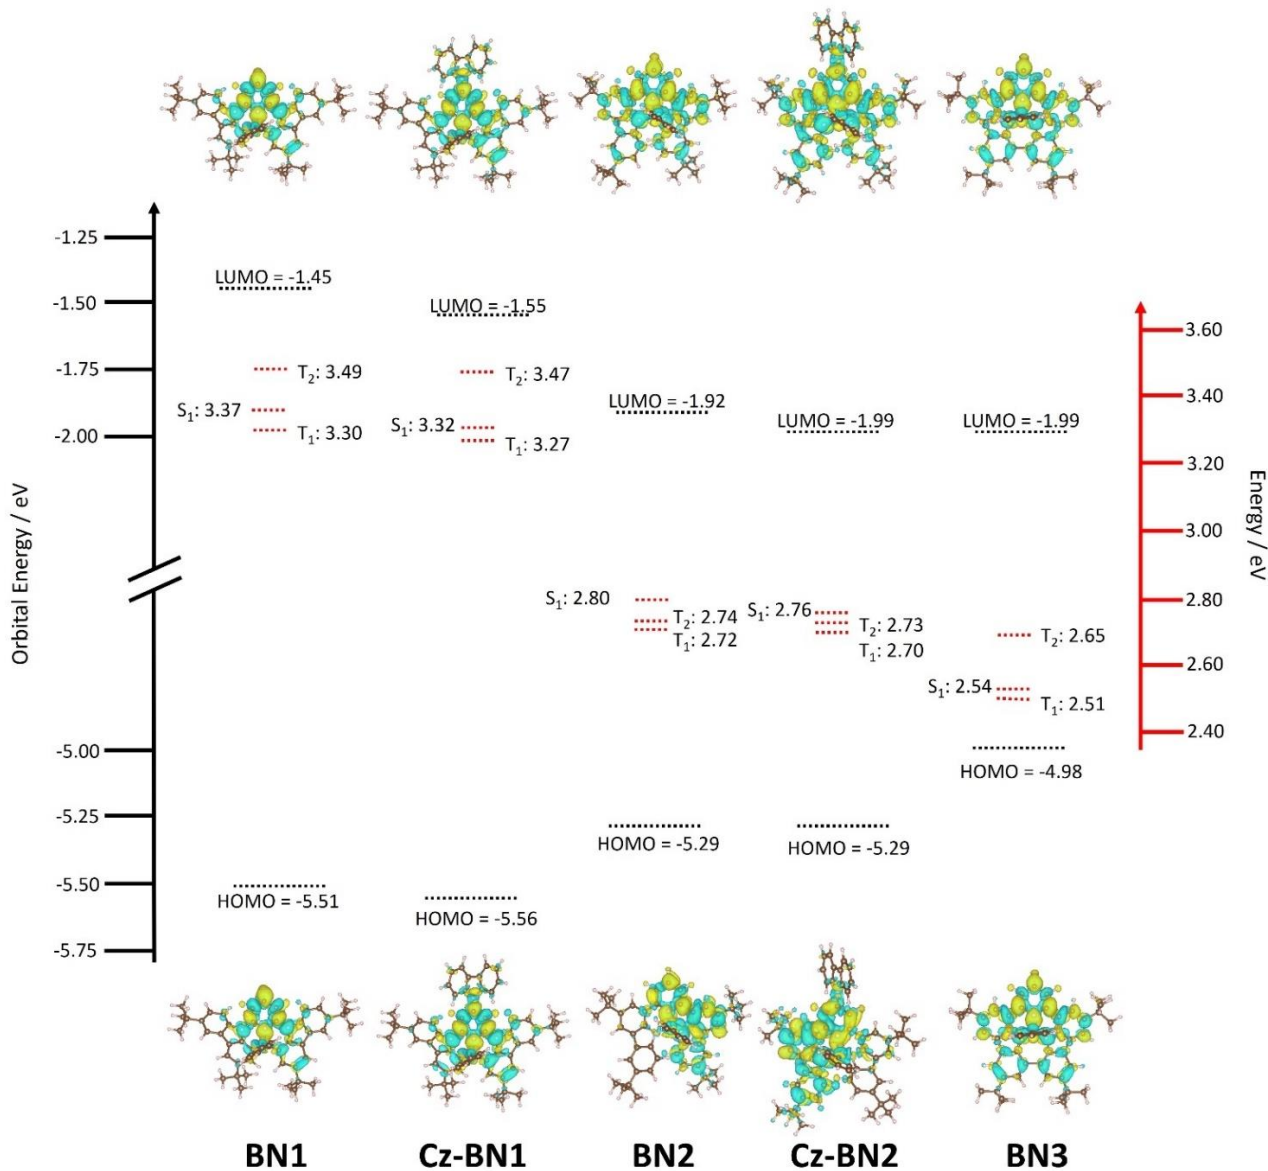 -1.25
-1.50
-1.75
-2.00
-5.00
-5.25
-5.50
-5.75
Orbital Energy / eV
LUMO = -1.45
T2: 3.49
S1: 3.37
T1: 3.30
HOMO = -5.51
LUMO = -1.55
T2: 3.47
S1: 3.32
T1: 3.27
HOMO = -5.56
LUMO = -1.92
S1: 2.80
T2: 2.74
T1: 2.72
HOMO = -5.29
LUMO = -1.99
S1: 2.76
T2: 2.73
T1: 2.70
HOMO = -5.29
LUMO = -1.99
T2: 2.65
S1: 2.54
T1: 2.51
HOMO = -4.98
3.60
3.40
3.20
3.00
2.80
2.60
2.40
Energy / eV
BN1 Cz-BN1 BN2 Cz-BN2 BN3